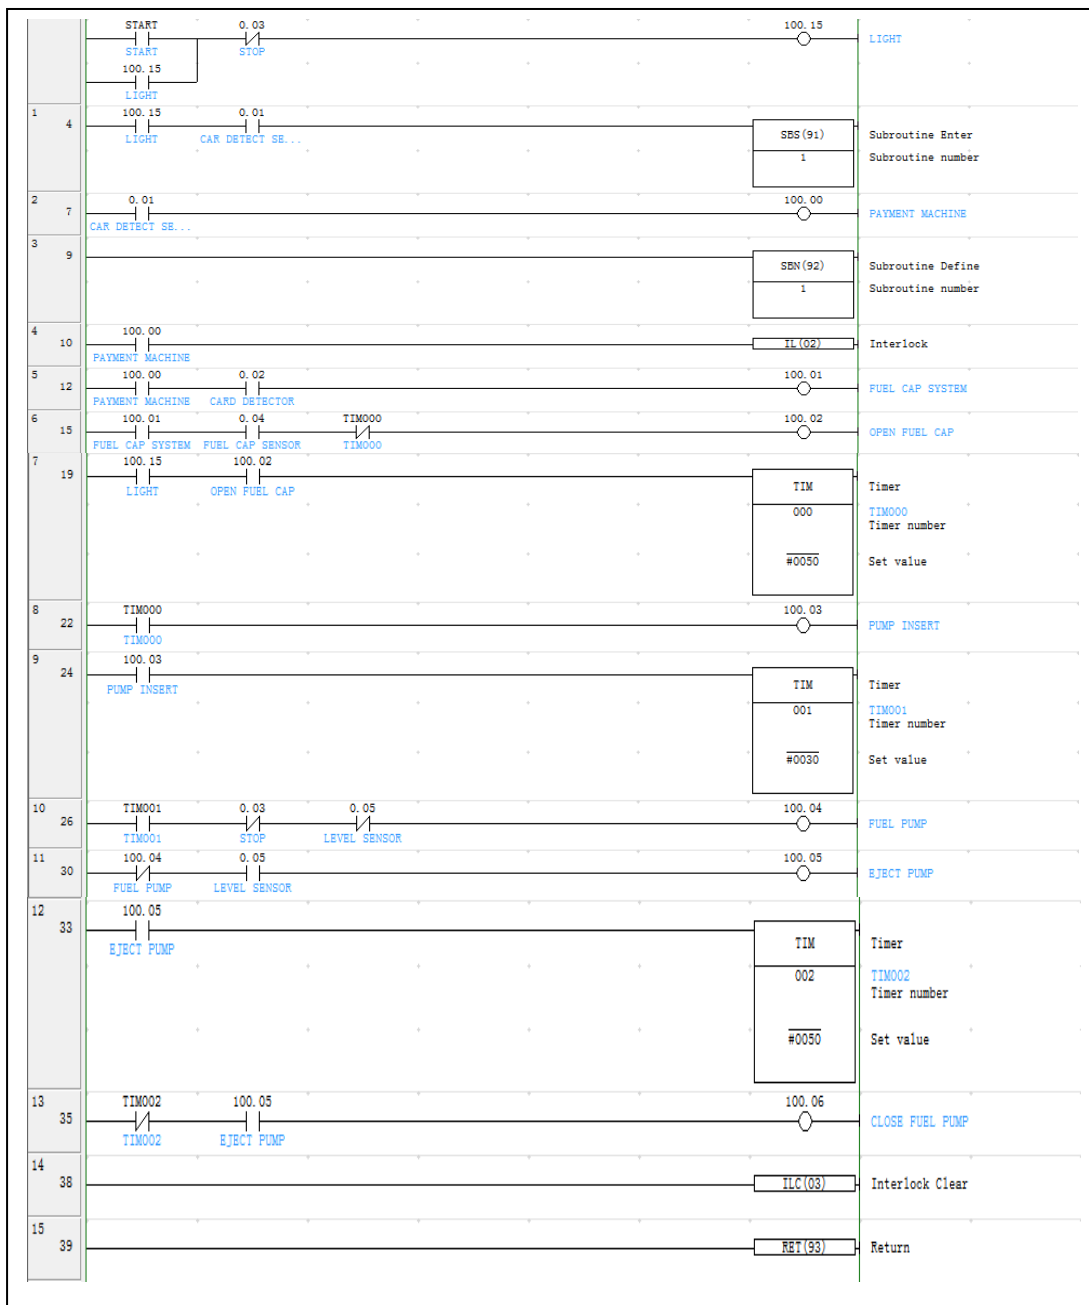 START 0.03 100.15
START STOP LIGHT
100.15
LIGHT
1 4 100.15 0.01
LIGHT CAR DETECT SE...
SBS(91) Subroutine Enter
1 Subroutine number
2 7 0.01 100.00
CAR DETECT SE... PAYMENT MACHINE
3 9
SBN(92) Subroutine Define
1 Subroutine number
4 10 100.00
PAYMENT MACHINE
IL(02) Interlock
5 12 100.00 0.02 100.01
PAYMENT MACHINE CARD DETECTOR FUEL CAP SYSTEM
6 15 100.01 0.04 TIM000 100.02
FUEL CAP SYSTEM FUEL CAP SENSOR TIM000 OPEN FUEL CAP
7 19 100.15 100.02
LIGHT OPEN FUEL CAP
TIM Timer
000 TIM000
Timer number
#0050 Set value
8 22 TIM000 100.03
TIM000 PUMP INSERT
9 24 100.03
PUMP INSERT
TIM Timer
001 TIM001
Timer number
#0030 Set value
10 26 TIM001 0.03 0.05 100.04
TIM001 STOP LEVEL SENSOR FUEL PUMP
11 30 100.04 0.05 100.05
FUEL PUMP LEVEL SENSOR EJECT PUMP
12 33 100.05
EJECT PUMP
TIM Timer
002 TIM002
Timer number
#0050 Set value
13 35 TIM002 100.05 100.06
TIM002 EJECT PUMP CLOSE FUEL PUMP
14 38
ILC(03) Interlock Clear
15 39
RET(93) Return